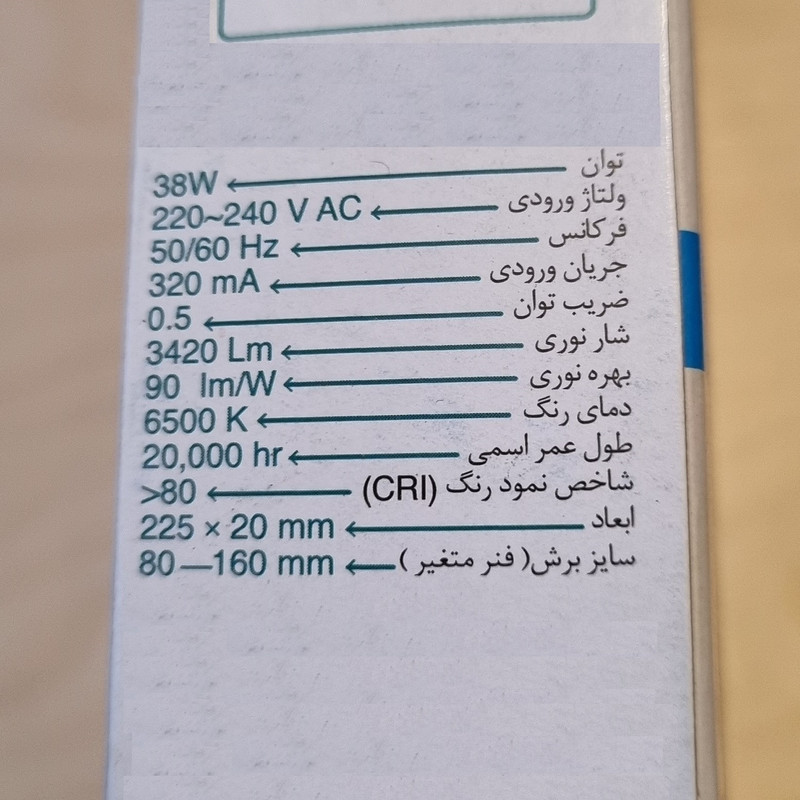 توان ← 38W
ولتاژ ورودی ← 220~240 V AC
فرکانس ← 50/60 Hz
جریان ورودی ← 320 mA
ضریب توان ← 0.5
شار نوری ← 3420 Lm
بهره نوری ← 90 lm/W
دمای رنگ ← 6500 K
طول عمر اسمی ← 20,000 hr
شاخص نمود رنگ (CRI) ← >80
ابعاد ← 225 × 20 mm
سایز برش( فنر متغیر ) ← 80—160 mm